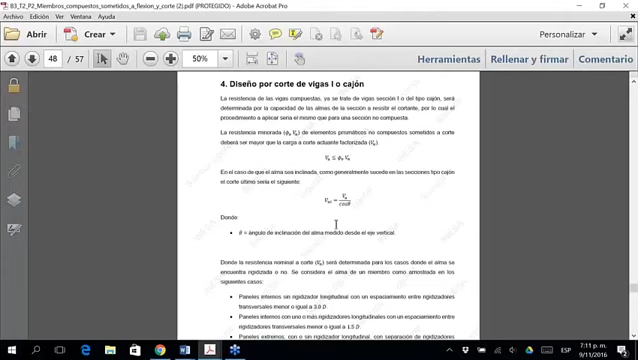 B3_T2_P2_Miembros_compuestos_sometidos_a_flexion_y_corte (2).pdf (PROTEGIDO) - Adobe Acrobat Pro
Archivo Edición Ver Ventana Ayuda
Abrir Crear Personalizar
48 / 57 50% Herramientas Rellenar y firmar Comentario
4. Diseño por corte de vigas I o cajón
La resistencia de las vigas compuestas, ya se trate de vigas sección I o del tipo cajón, será
determinada por la capacidad de las almas de la sección a resistir el cortante, por lo cual el
procedimiento a aplicar sería el mismo que para una sección no compuesta.
La resistencia minorada (ϕv Vn) de elementos prismáticos no compuestos sometidos a corte
deberá ser mayor que la carga a corte actuante factorizada (Vu).
Vu ≤ ϕv Vn
En el caso de que el alma sea inclinada, como generalmente sucede en las secciones tipo cajón
el corte último sería el siguiente:
Vui = Vu / cosθ
Donde:
• θ = ángulo de inclinación del alma medido desde el eje vertical.
Donde la resistencia nominal a corte (Vn) será determinada para los casos donde el alma se
encuentra rigidizada o no. Se considera el alma de un miembro como arriostrada en los
siguientes casos:
• Paneles internos sin rigidizador longitudinal con un espaciamiento entre rigidizadores
transversales menor o igual a 3.0 D.
• Paneles internos con uno o más rigidizadores longitudinales con un espaciamiento entre
rigidizadores transversales menor o igual a 1.5 D.
• Paneles extremos, con o sin rigidizador longitudinal, con separación de rigidizadores
ESP 7:11 p. m.
9/11/2016